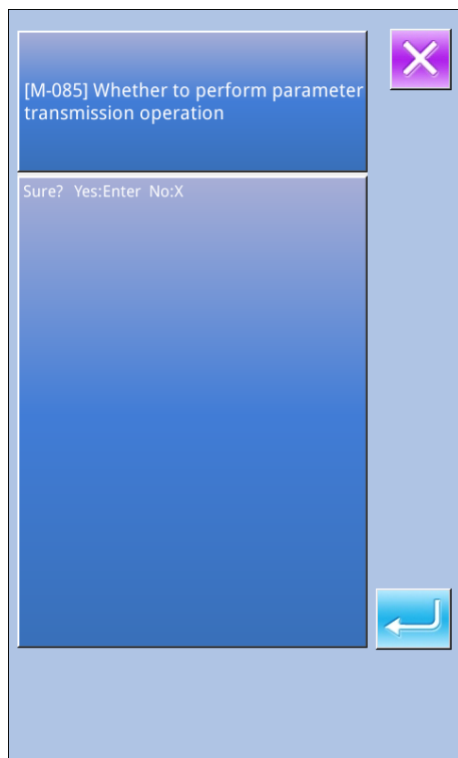 [M-085] Whether to perform parameter
transmission operation
Sure? Yes:Enter No:X